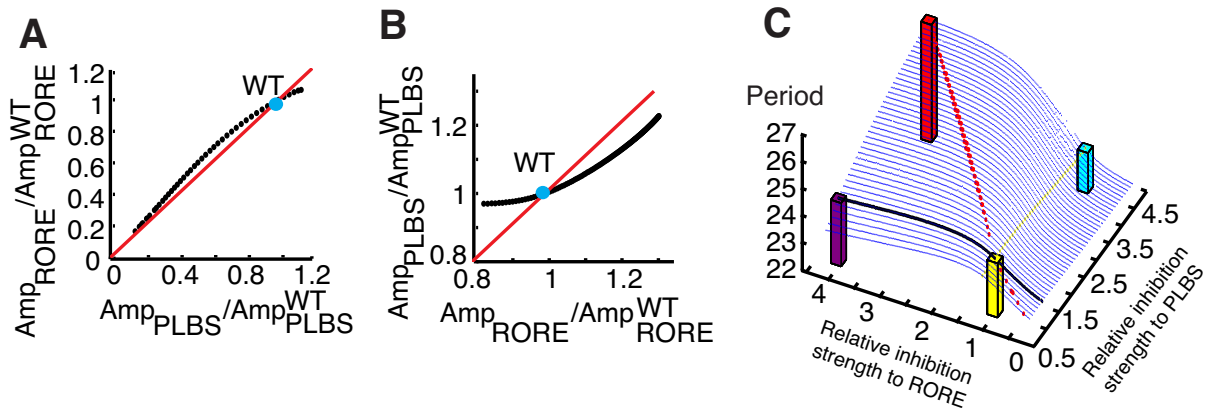 A
Amp_RORE/Amp^WT_RORE
1.2
1
0.8
0.6
0.4
0.2
0
WT
0 0.4 0.8 1.2
Amp_PLBS/Amp^WT_PLBS
B
Amp_PLBS/Amp^WT_PLBS
1.2
1
0.8
WT
0.8 1 1.2
Amp_RORE/Amp^WT_RORE
C
Period
27
26
25
24
23
22
4 3 2 1 0
Relative inhibition
strength to RORE
0.5 1.5 2.5 3.5 4.5
Relative inhibition
strength to PLBS